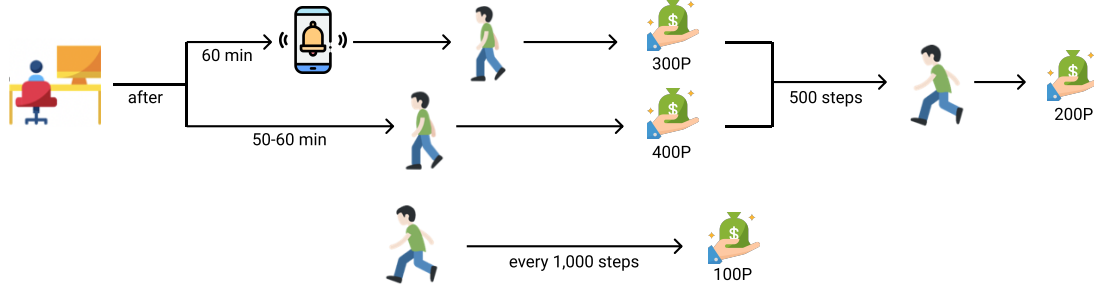 60 min
300P
after
500 steps
200P
50-60 min
400P
every 1,000 steps
100P